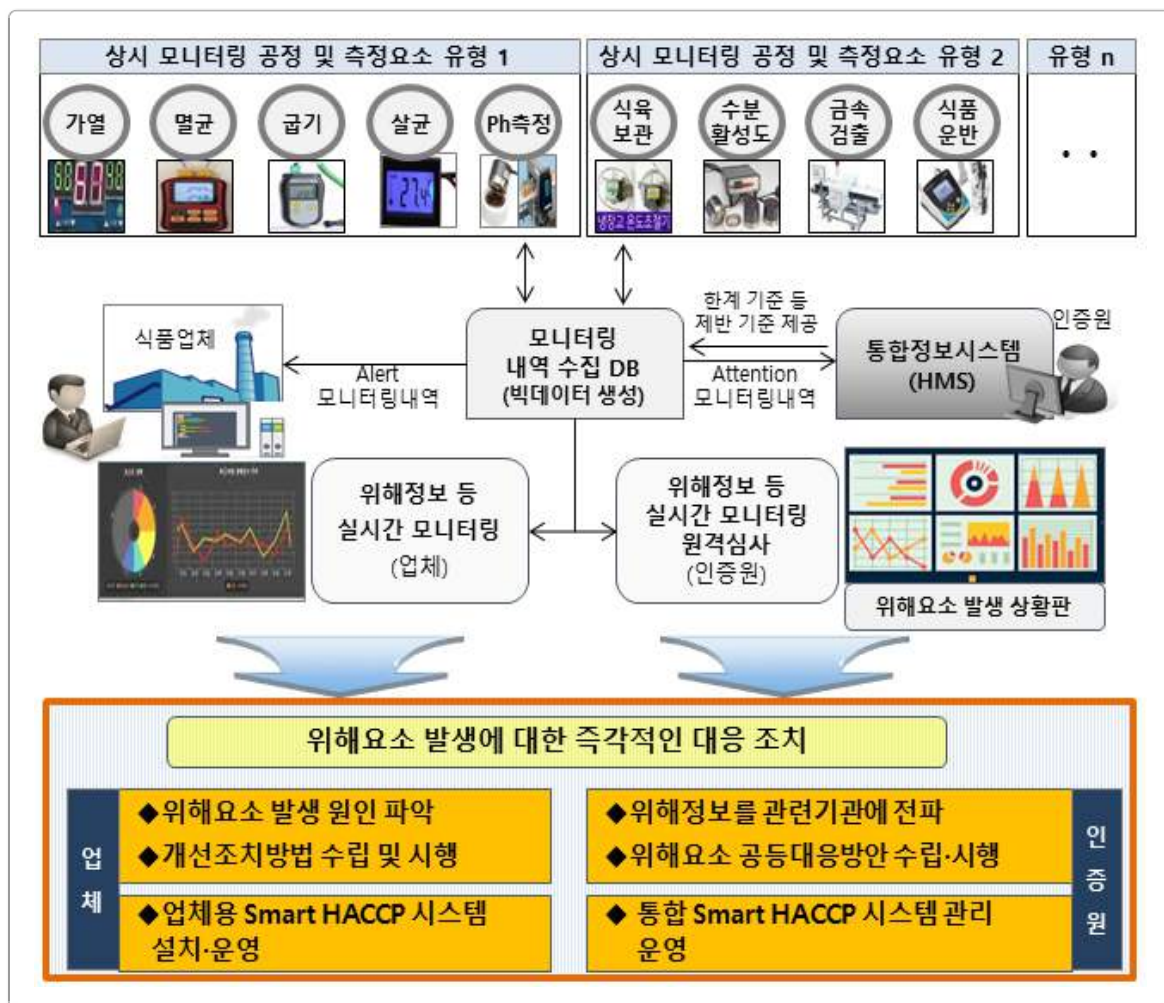 상시 모니터링 공정 및 측정요소 유형 1
상시 모니터링 공정 및 측정요소 유형 2
유형 n
가열
멸균
굽기
살균
Ph측정
식육
보관
수분
활성도
금속
검출
식품
운반
27.4
냉장고 온도조절기
. .
식품업체
Alert
모니터링내역
모니터링
내역 수집 DB
(빅데이터 생성)
한계 기준 등
제반 기준 제공
Attention
모니터링내역
통합정보시스템
(HMS)
인증원
위해정보 등
실시간 모니터링
(업체)
위해정보 등
실시간 모니터링
원격심사
(인증원)
위해요소 발생 상황판
위해요소 발생에 대한 즉각적인 대응 조치
업체
◆위해요소 발생 원인 파악
◆개선조치방법 수립 및 시행
◆업체용 Smart HACCP 시스템
설치·운영
◆위해정보를 관련기관에 전파
◆위해요소 공등대응방안 수립·시행
◆ 통합 Smart HACCP 시스템 관리
운영
인증원